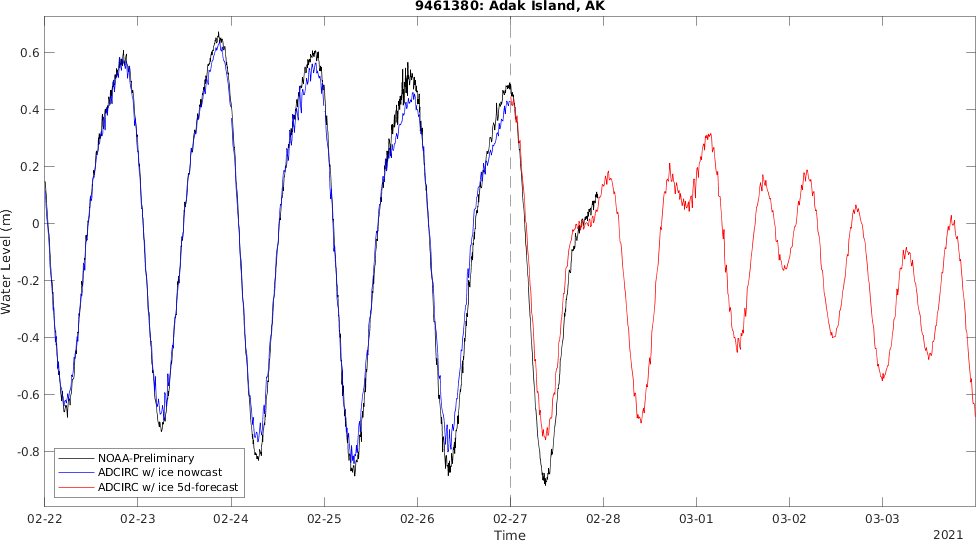 9461380: Adak Island, AK
Water Level (m)
0.6
0.4
0.2
0
-0.2
-0.4
-0.6
-0.8
NOAA-Preliminary
ADCIRC w/ ice nowcast
ADCIRC w/ ice 5d-forecast
02-22 02-23 02-24 02-25 02-26 02-27 02-28 03-01 03-02 03-03
Time
2021